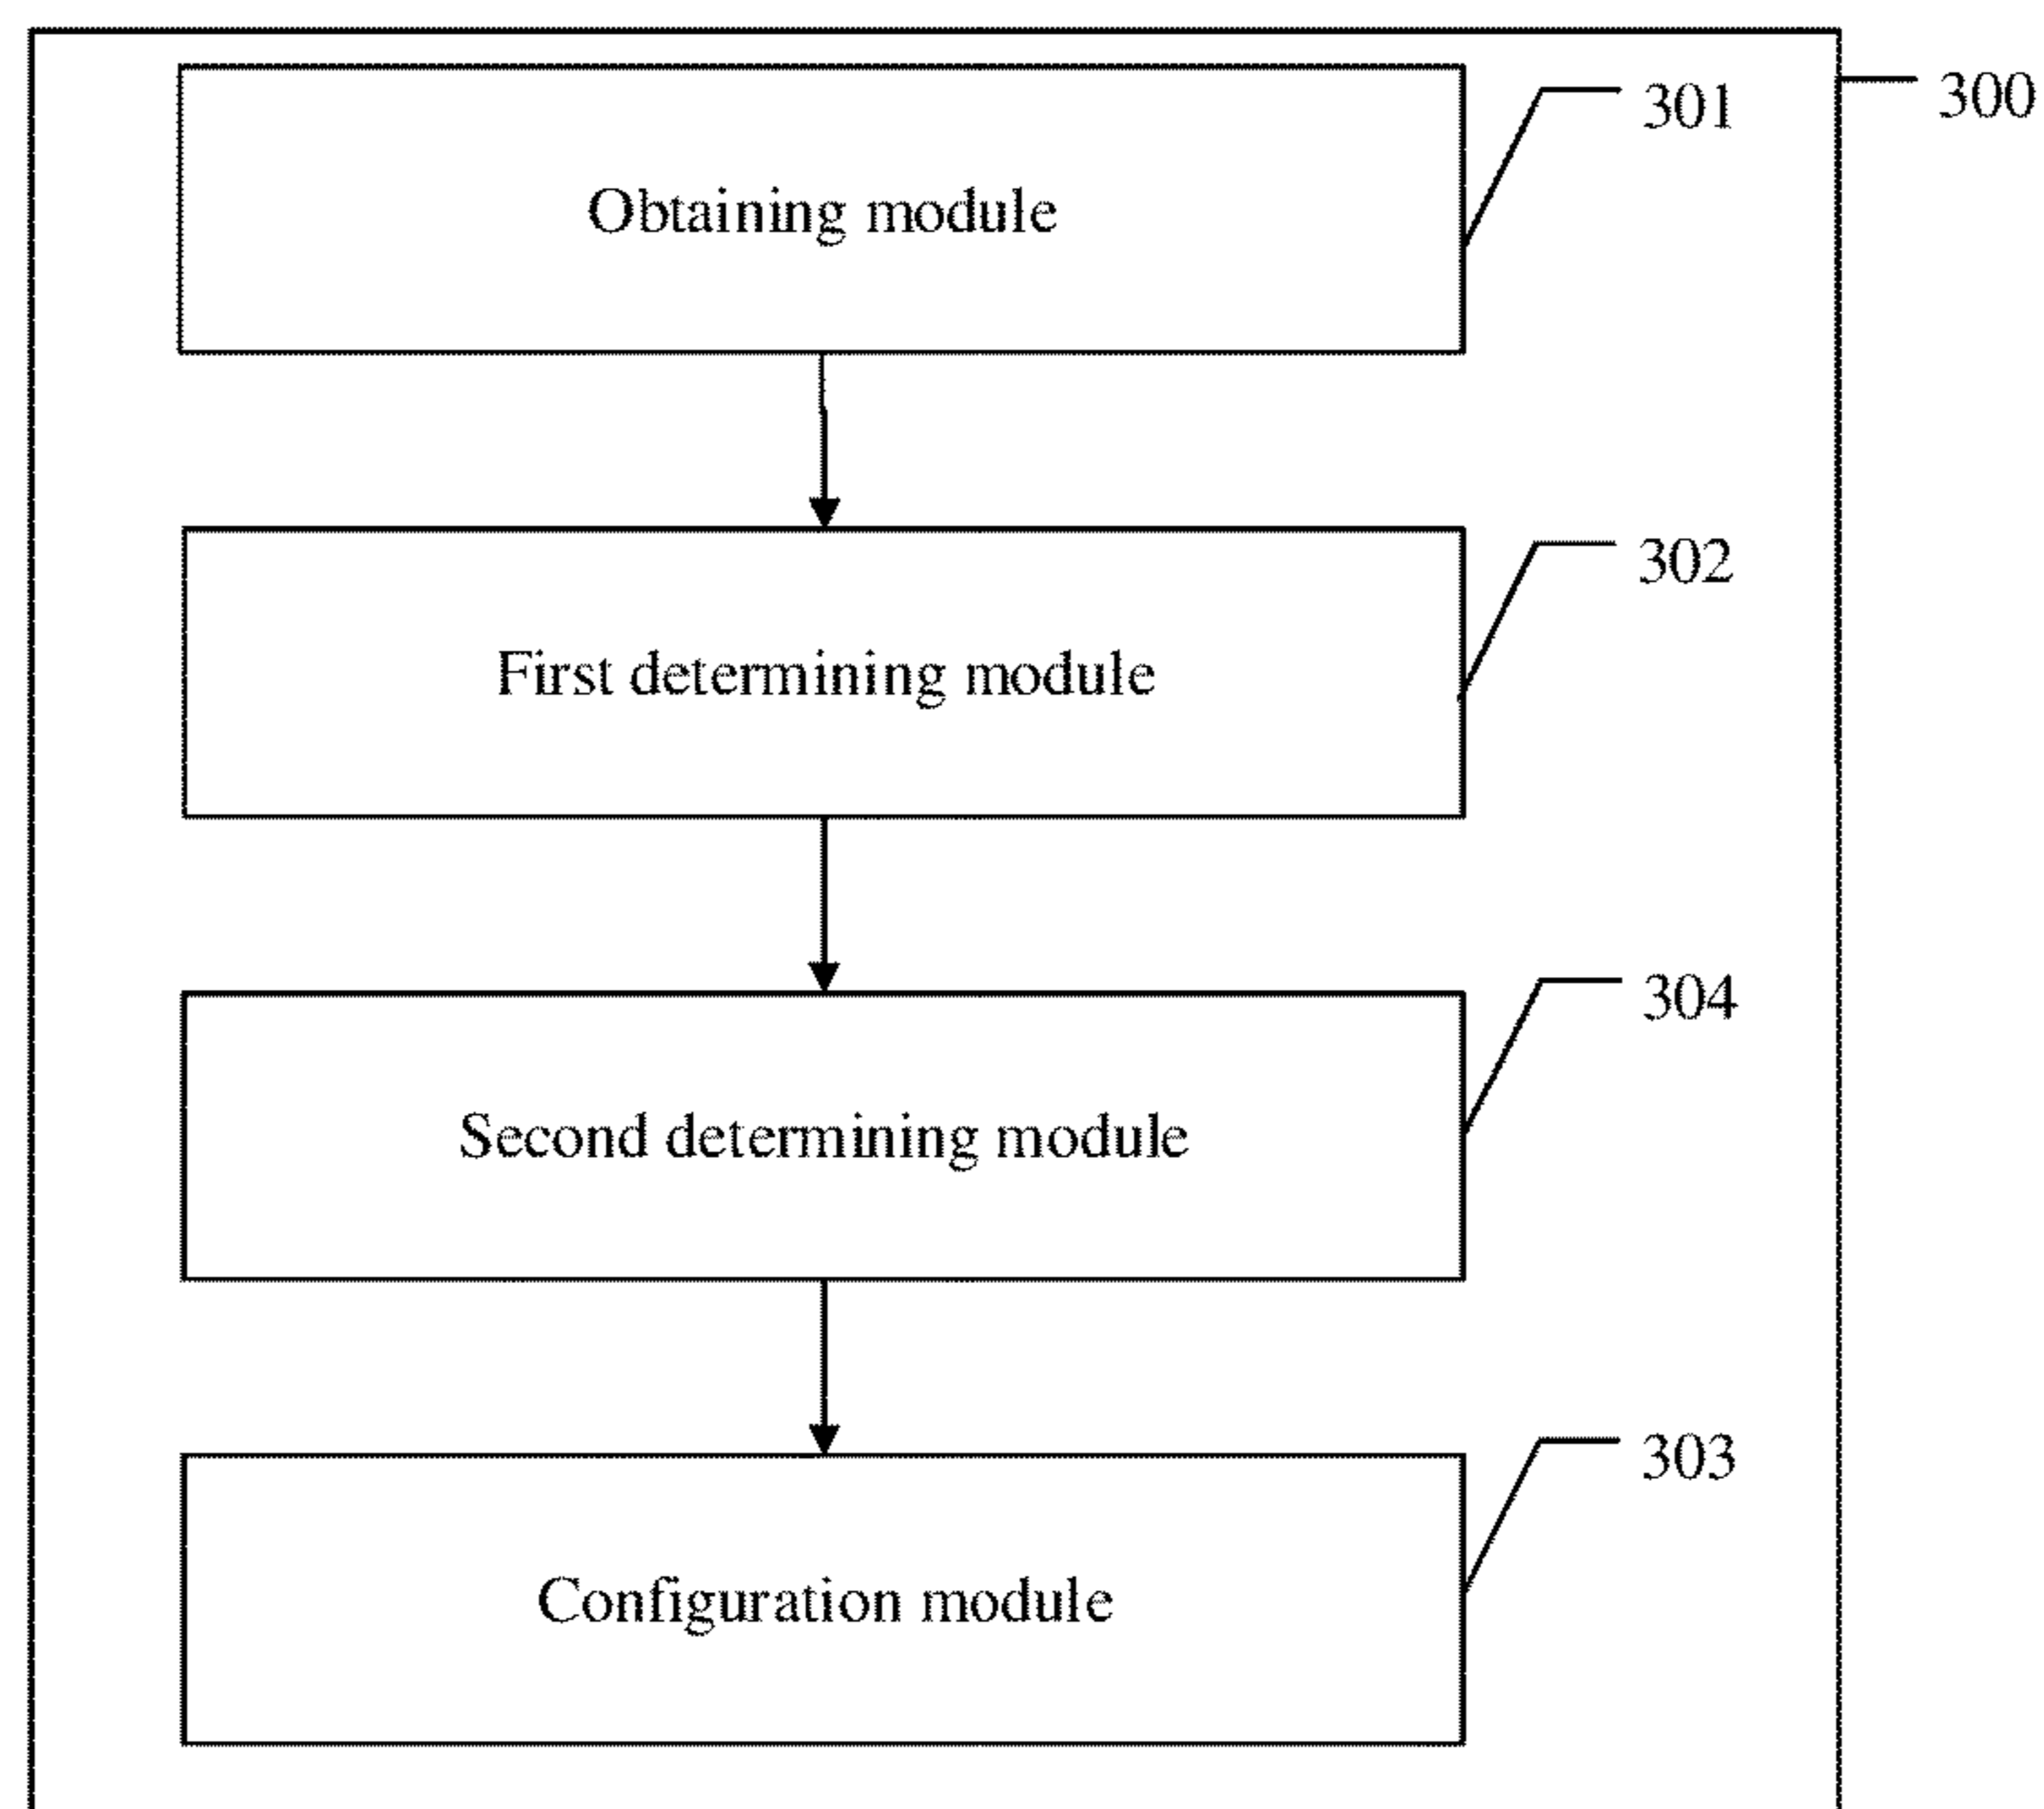 300
301
Obtaining module
302
First determining module
304
Second determining module
303
Configuration module